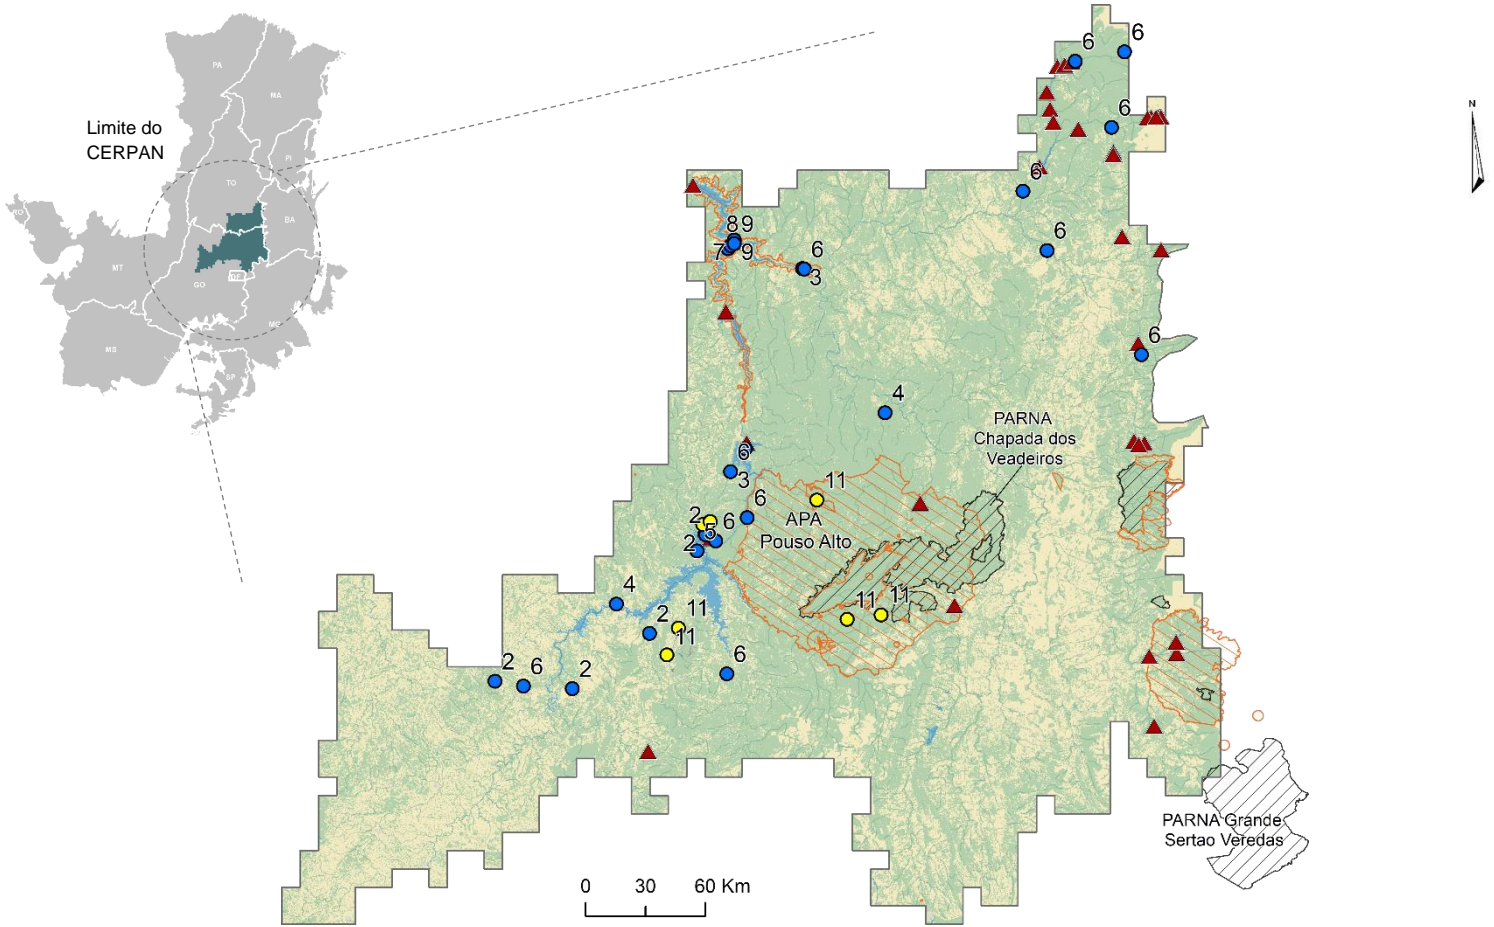 Limite do
CERPAN
PA
MA
PI
TO
BA
RO
MT
GO
DF
MG
MS
SP
N
6
6
6
6
6
8 9
7 9
6
3
6
4
PARNA
Chapada dos
Veadeiros
6
3
11
6
2
6
5
2
APA
Pouso Alto
4
11
11
2
11
11
6
2
6
2
PARNA Grande
Sertao Veredas
0 30 60 Km